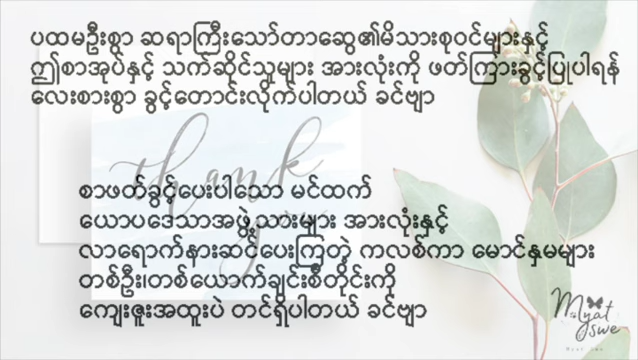 ပထမဦးစွာ ဆရာကြီးသော်တာဆွေ၏မိသားစုဝင်များနှင့်
ဤစာအုပ်နှင့် သက်ဆိုင်သူများ အားလုံးကို ဖတ်ကြားခွင့်ပြုပါရန်
လေးစားစွာ ခွင့်တောင်းလိုက်ပါတယ် ခင်ဗျာ
thank
စာဖတ်ခွင့်ပေးပါသော မင်ထက်
ယောပဒေသာအဖွဲ့သားများ အားလုံးနှင့်
လာရောက်နားဆင်ပေးကြတဲ့ ကလစ်ကာ မောင်နှမများ
တစ်ဦး၊တစ်ယောက်ချင်းစီတိုင်းကို
ကျေးဇူးအထူးပဲ တင်ရှိပါတယ် ခင်ဗျာ
Myat
swe
Myat Swe